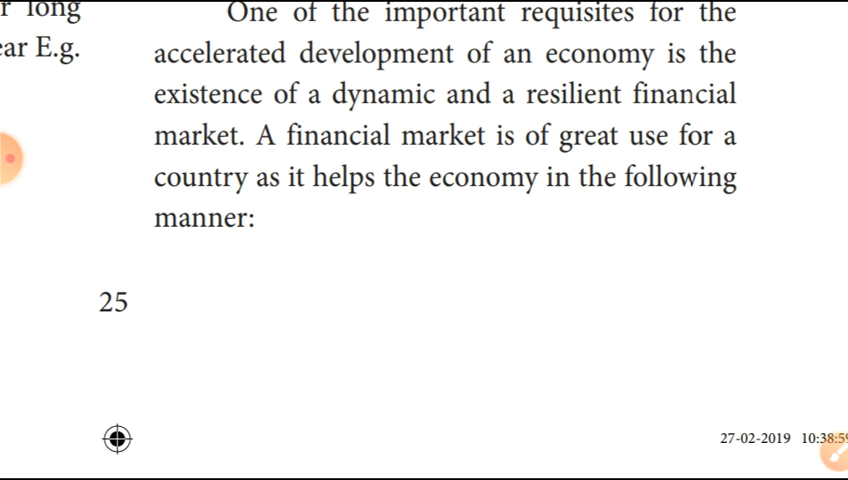 r long
ear E.g.
One of the important requisites for the
accelerated development of an economy is the
existence of a dynamic and a resilient financial
market. A financial market is of great use for a
country as it helps the economy in the following
manner:
25
27-02-2019 10:38:59